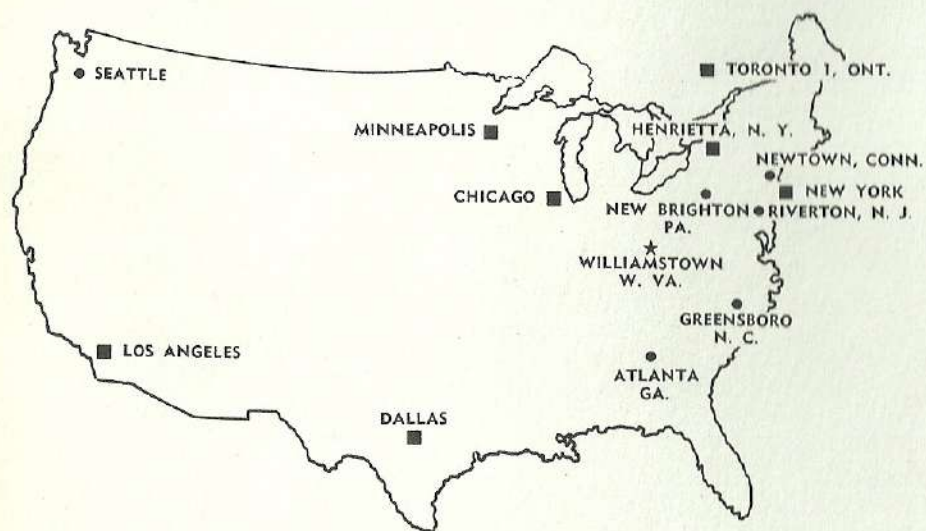 SEATTLE
TORONTO 1, ONT.
MINNEAPOLIS
HENRIETTA, N. Y.
NEWTOWN, CONN.
CHICAGO
NEW YORK
NEW BRIGHTON
PA.
RIVERTON, N. J.
WILLIAMSTOWN
W. VA.
GREENSBORO
N. C.
LOS ANGELES
ATLANTA
GA.
DALLAS